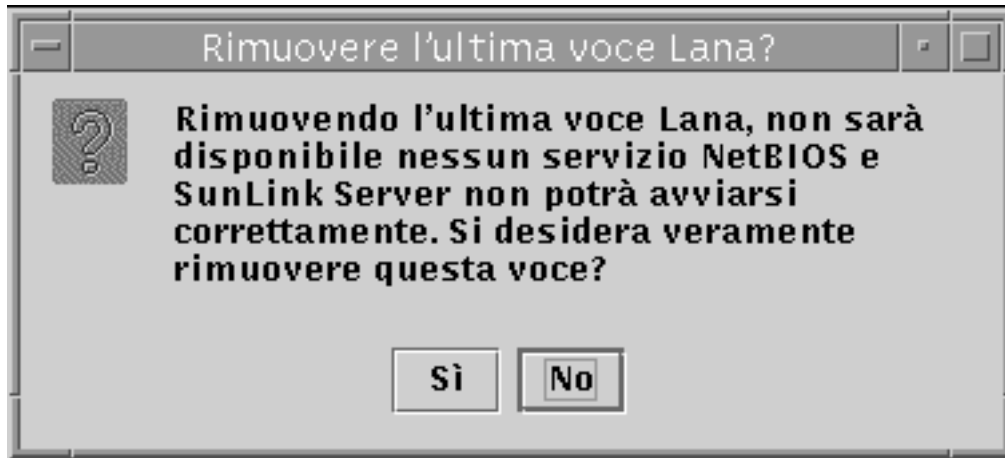 Rimuovere l'ultima voce Lana?
Rimuovendo l'ultima voce Lana, non sarà
disponibile nessun servizio NetBIOS e
SunLink Server non potrà avviarsi
correttamente. Si desidera veramente
rimuovere questa voce?
Sì
No